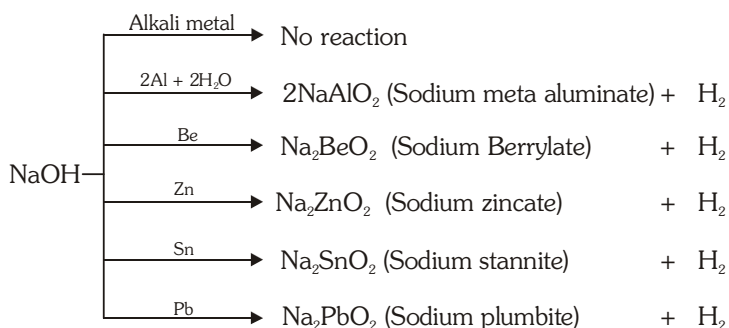 Alkali metal
No reaction
2Al + 2H₂O
2NaAlO₂ (Sodium meta aluminate) + H₂
Be
Na₂BeO₂ (Sodium Berrylate) + H₂
NaOH
Zn
Na₂ZnO₂ (Sodium zincate) + H₂
Sn
Na₂SnO₂ (Sodium stannite) + H₂
Pb
Na₂PbO₂ (Sodium plumbite) + H₂